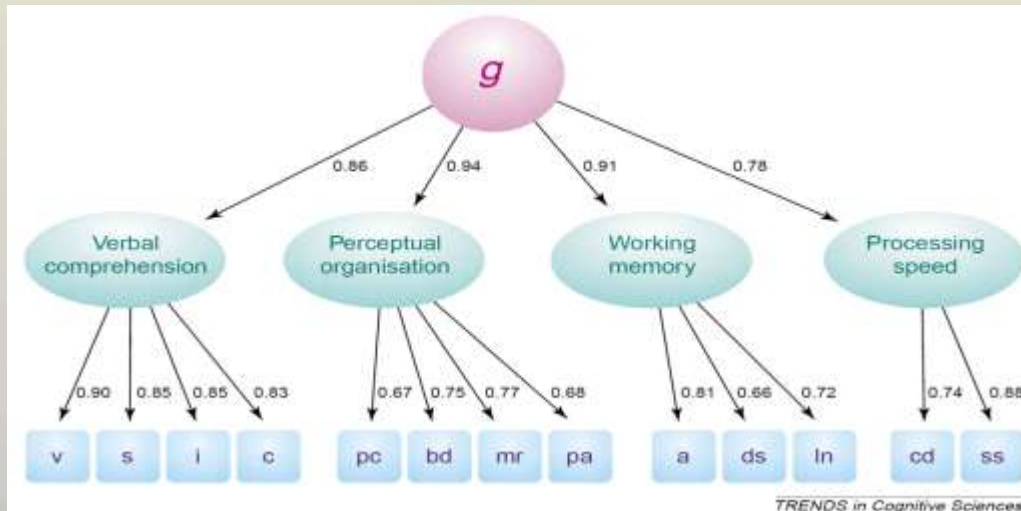 g
0.86
0.94
0.91
0.78
Verbal
comprehension
Perceptual
organisation
Working
memory
Processing
speed
0.90 0.85 0.85 0.83 0.67 0.75 0.77 0.68 0.81 0.66 0.72 0.74 0.88
v s i c pc bd mr pa a ds ln cd ss
TRENDS in Cognitive Sciences